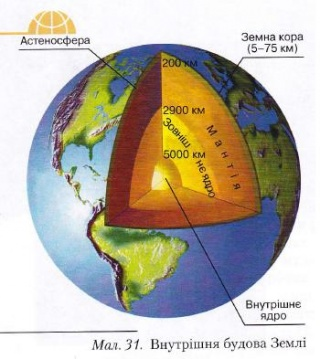 Астеносфера
Земна кора
(5–75 км)
200 км
2900 км
5000 км
Зовнішнє ядро
Мантія
Внутрішнє
ядро
Мал. 31. Внутрішня будова Землі